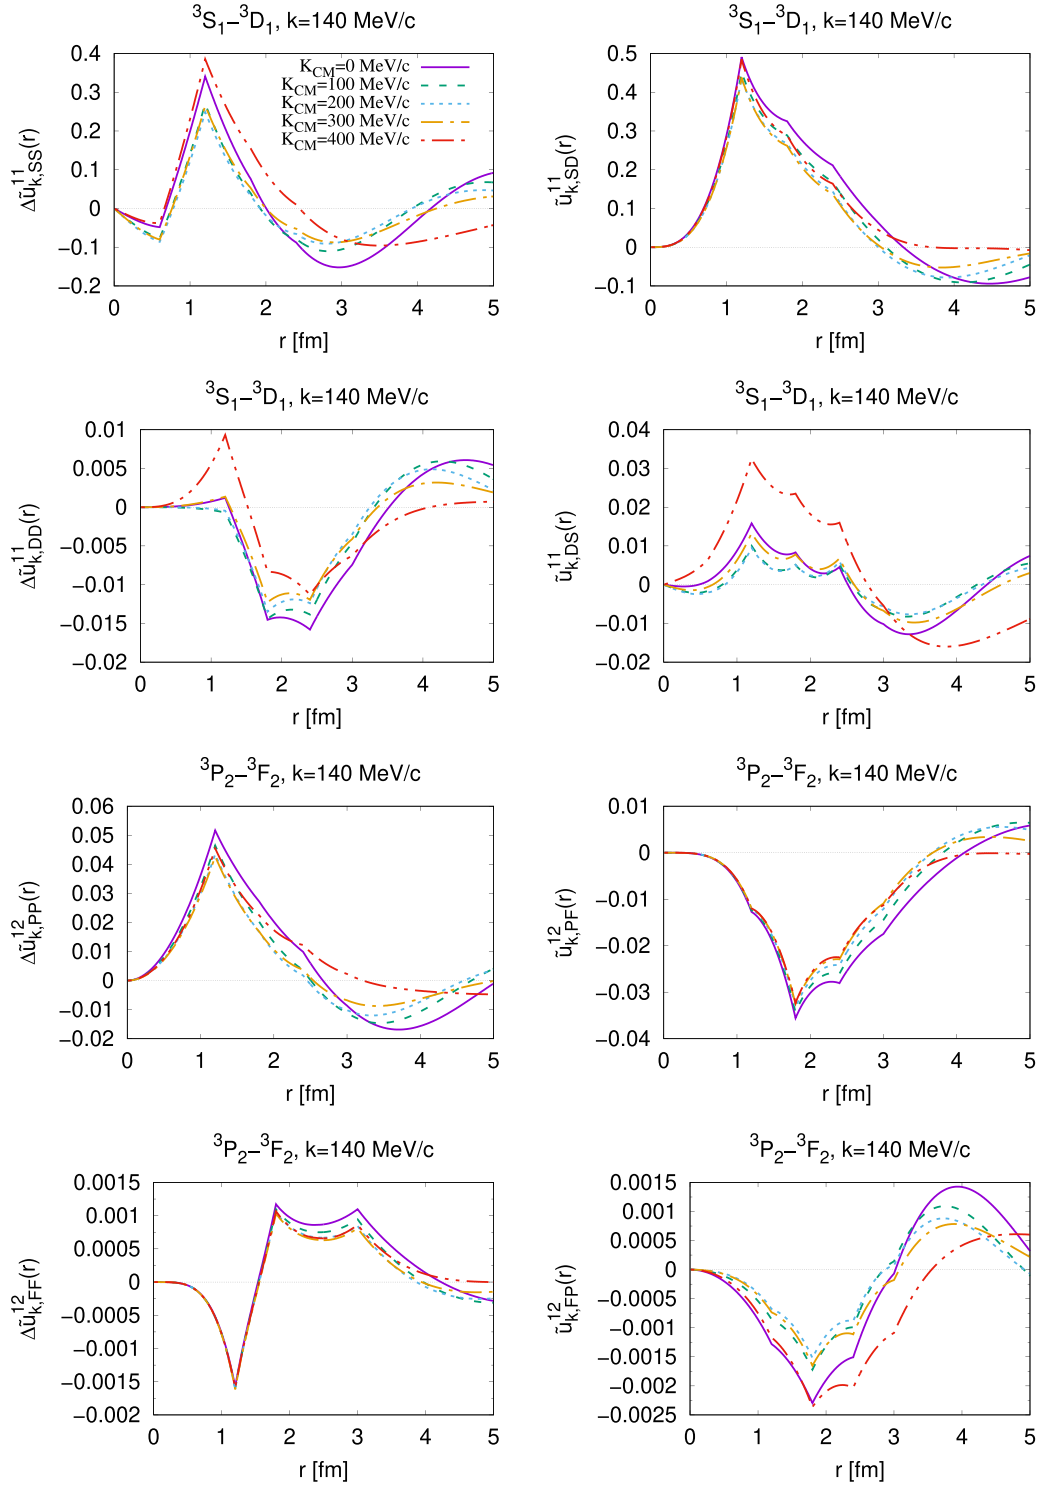 ³S₁–³D₁, k=140 MeV/c
Δũ¹¹ₖ,SS(r)
0.4
0.3
0.2
0.1
0
−0.1
−0.2
K_CM=0 MeV/c
K_CM=100 MeV/c
K_CM=200 MeV/c
K_CM=300 MeV/c
K_CM=400 MeV/c
0 1 2 3 4 5
r [fm]
³S₁–³D₁, k=140 MeV/c
ũ¹¹ₖ,SD(r)
0.5
0.4
0.3
0.2
0.1
0
−0.1
0 1 2 3 4 5
r [fm]
³S₁–³D₁, k=140 MeV/c
Δũ¹¹ₖ,DD(r)
0.01
0.005
0
−0.005
−0.01
−0.015
−0.02
0 1 2 3 4 5
r [fm]
³S₁–³D₁, k=140 MeV/c
ũ¹¹ₖ,DS(r)
0.04
0.03
0.02
0.01
0
−0.01
−0.02
0 1 2 3 4 5
r [fm]
³P₂–³F₂, k=140 MeV/c
Δũ¹²ₖ,PP(r)
0.06
0.05
0.04
0.03
0.02
0.01
0
−0.01
−0.02
0 1 2 3 4 5
r [fm]
³P₂–³F₂, k=140 MeV/c
ũ¹²ₖ,PF(r)
0.01
0
−0.01
−0.02
−0.03
−0.04
0 1 2 3 4 5
r [fm]
³P₂–³F₂, k=140 MeV/c
Δũ¹²ₖ,FF(r)
0.0015
0.001
0.0005
0
−0.0005
−0.001
−0.0015
−0.002
0 1 2 3 4 5
r [fm]
³P₂–³F₂, k=140 MeV/c
ũ¹²ₖ,FP(r)
0.0015
0.001
0.0005
0
−0.0005
−0.001
−0.0015
−0.002
−0.0025
0 1 2 3 4 5
r [fm]